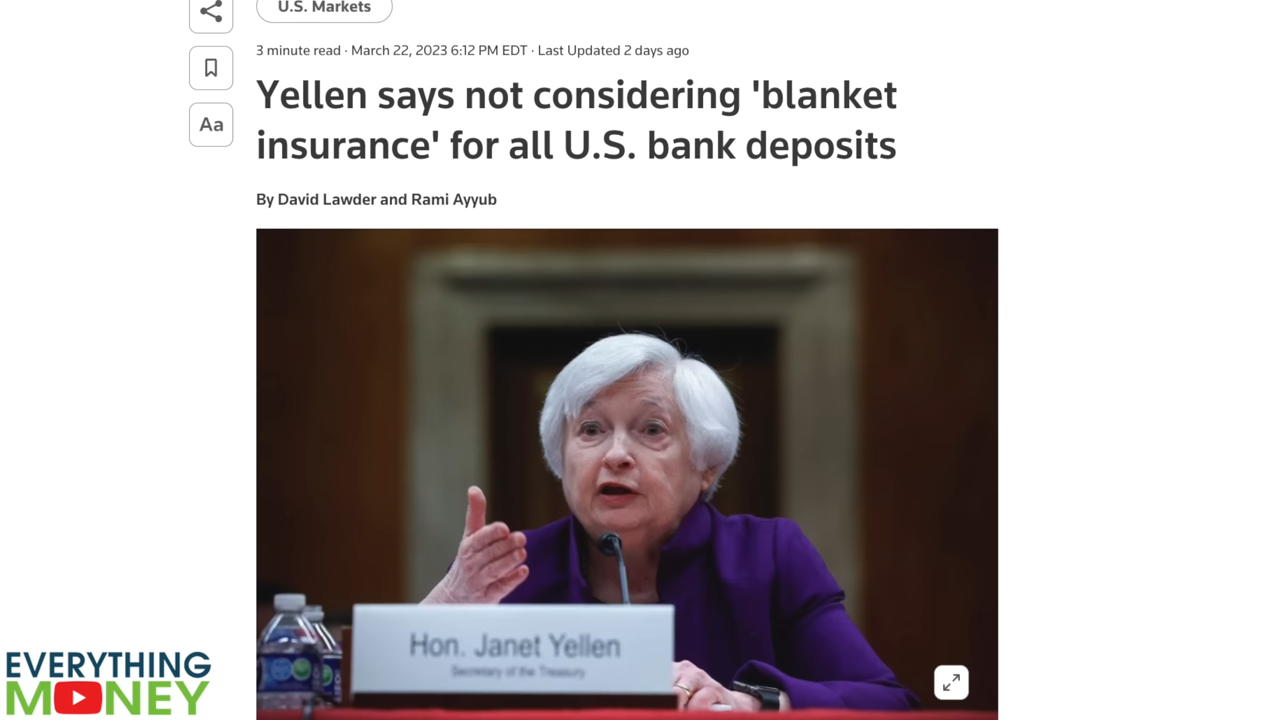 U.S. Markets
3 minute read · March 22, 2023 6:12 PM EDT · Last Updated 2 days ago
Aa
Yellen says not considering 'blanket
insurance' for all U.S. bank deposits
By David Lawder and Rami Ayyub
Hon. Janet Yellen
Secretary of the Treasury
EVERYTHING
MONEY